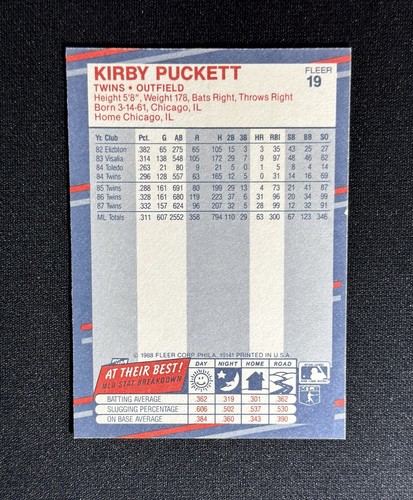 KIRBY PUCKETT
FLEER
19
TWINS • OUTFIELD
Height 5'8", Weight 178, Bats Right, Throws Right
Born 3-14-61, Chicago, IL
Home Chicago, IL
Yr. Club Pct. G AB R H 2B 3B HR RBI SB BB SO
82 Elizbton .382 65 275 65 105 15 3 3 35 43 25 27
83 Visalia .314 138 548 105 172 29 7 9 97 48 46 62
84 Toledo .263 21 80 9 21 2 0 1 5 8 4 14
84 Twins .296 128 557 63 165 12 5 0 31 14 16 69
85 Twins .288 161 691 80 199 29 13 4 74 21 41 87
86 Twins .328 161 680 119 223 37 6 31 96 20 34 99
87 Twins .332 157 624 96 207 32 5 28 99 12 32 91
ML Totals .311 607 2552 358 794 110 29 63 300 67 123 346
© 1988 FLEER CORP. PHILA. 19141 PRINTED IN U.S.A.
AT THEIR BEST!
MLB STAT BREAKDOWN
DAY NIGHT HOME ROAD
BATTING AVERAGE .362 .319 .301 .362
SLUGGING PERCENTAGE .606 .502 .537 .530
ON BASE AVERAGE .384 .360 .343 .390